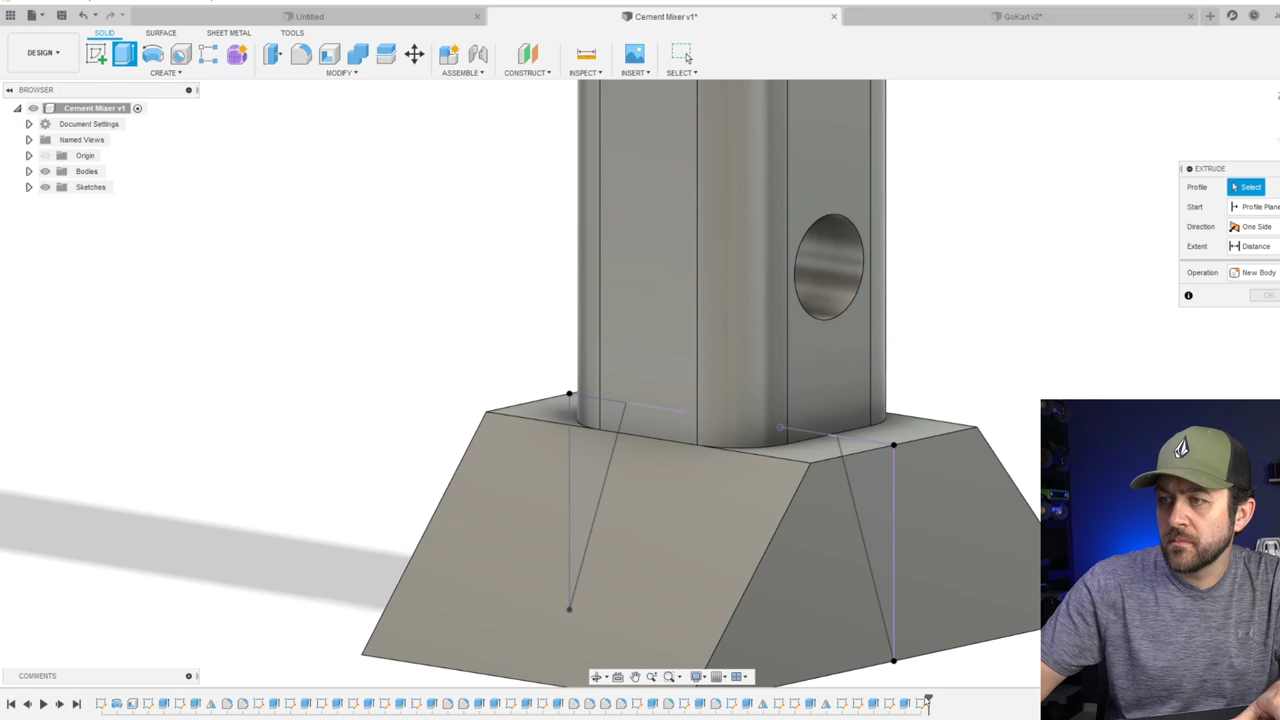 Untitled
Cement Mixer v1*
GoKart v2*
SOLID
SURFACE
SHEET METAL
TOOLS
DESIGN
CREATE
MODIFY
ASSEMBLE
CONSTRUCT
INSPECT
INSERT
SELECT
BROWSER
Cement Mixer v1
Document Settings
Named Views
Origin
Bodies
Sketches
EXTRUDE
Profile
Select
Start
Profile Plane
Direction
One Side
Extent
Distance
Operation
New Body
OK
COMMENTS